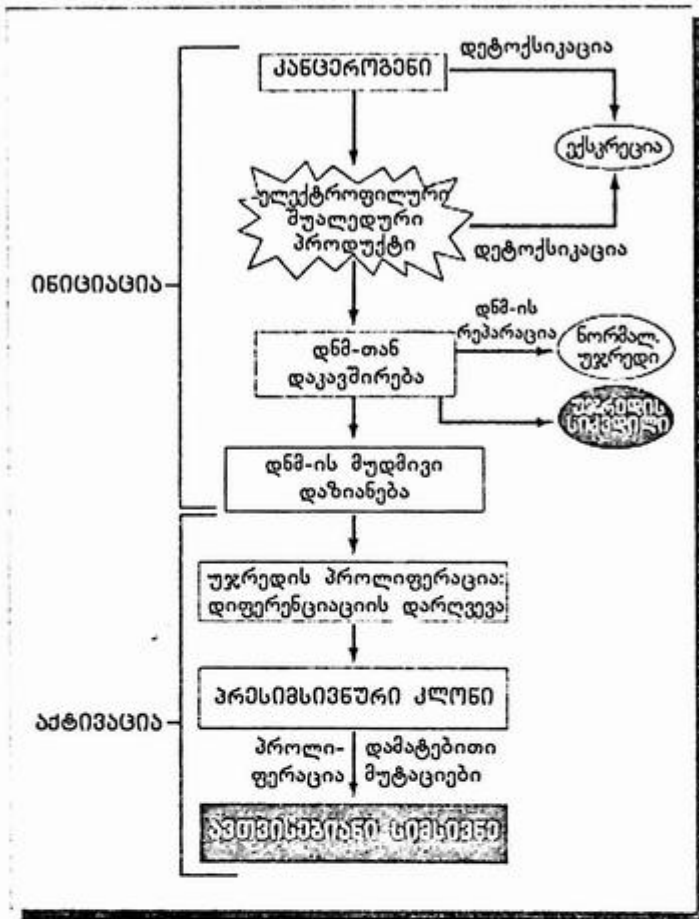 დეტოქსიკაცია
კანცეროგენი
ექსკრეცია
ელექტროფილური
შუალედური
პროდუქტი
დეტოქსიკაცია
ინიციაცია
დნმ-ის
რეპარაცია
ნორმალ.
უჯრედი
დნმ-თან
დაკავშირება
უჯრედის
სიკვდილი
დნმ-ის მუდმივი
დაზიანება
უჯრედის პროლიფერაცია:
დიფერენციაციის დარღვევა
პრესიმსივნური კლონი
აქტივაცია
პროლი-
ფერაცია
დამატებითი
მუტაციები
ავთვისებიანი სიმსივნე